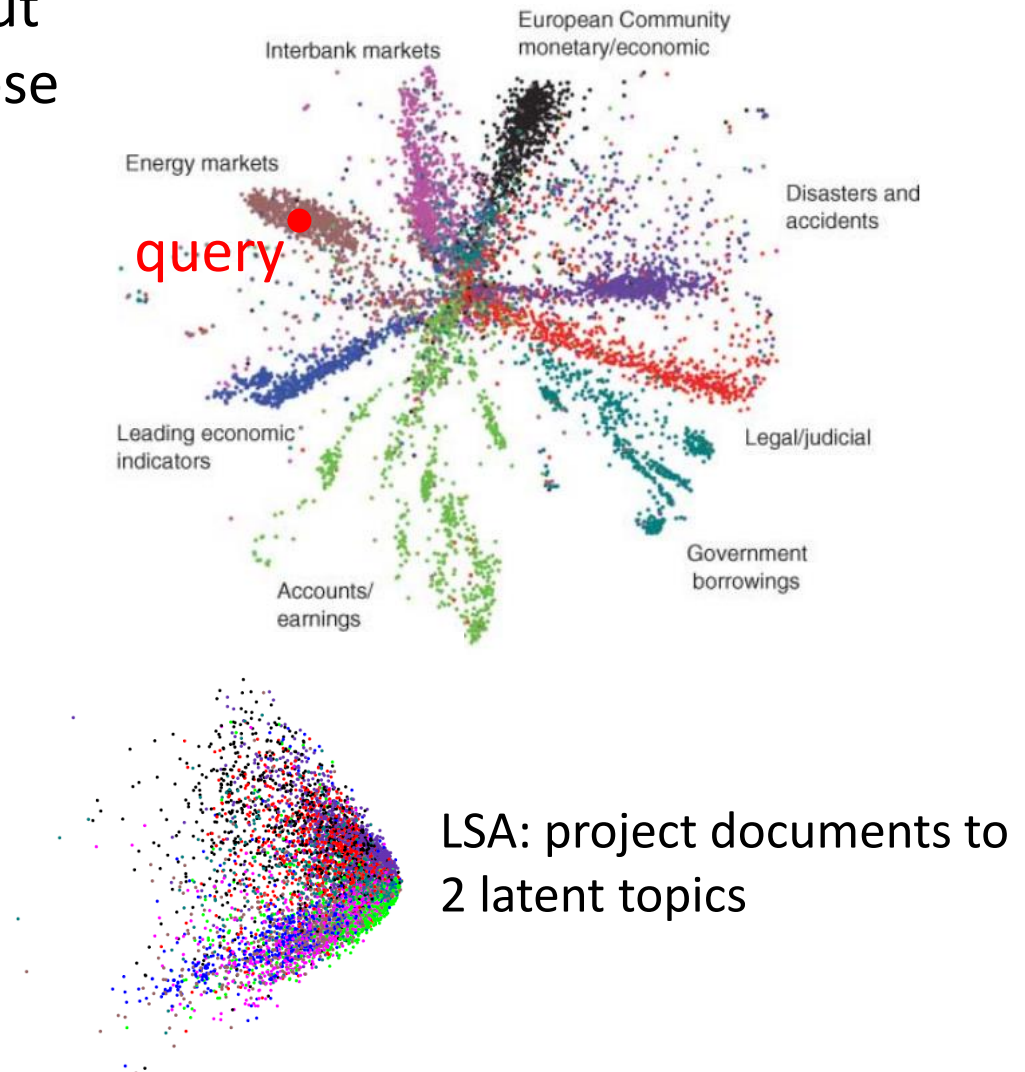 European Community
monetary/economic
Interbank markets
Energy markets
Disasters and
accidents
query
Leading economic
indicators
Legal/judicial
Government
borrowings
Accounts/
earnings
LSA: project documents to
2 latent topics